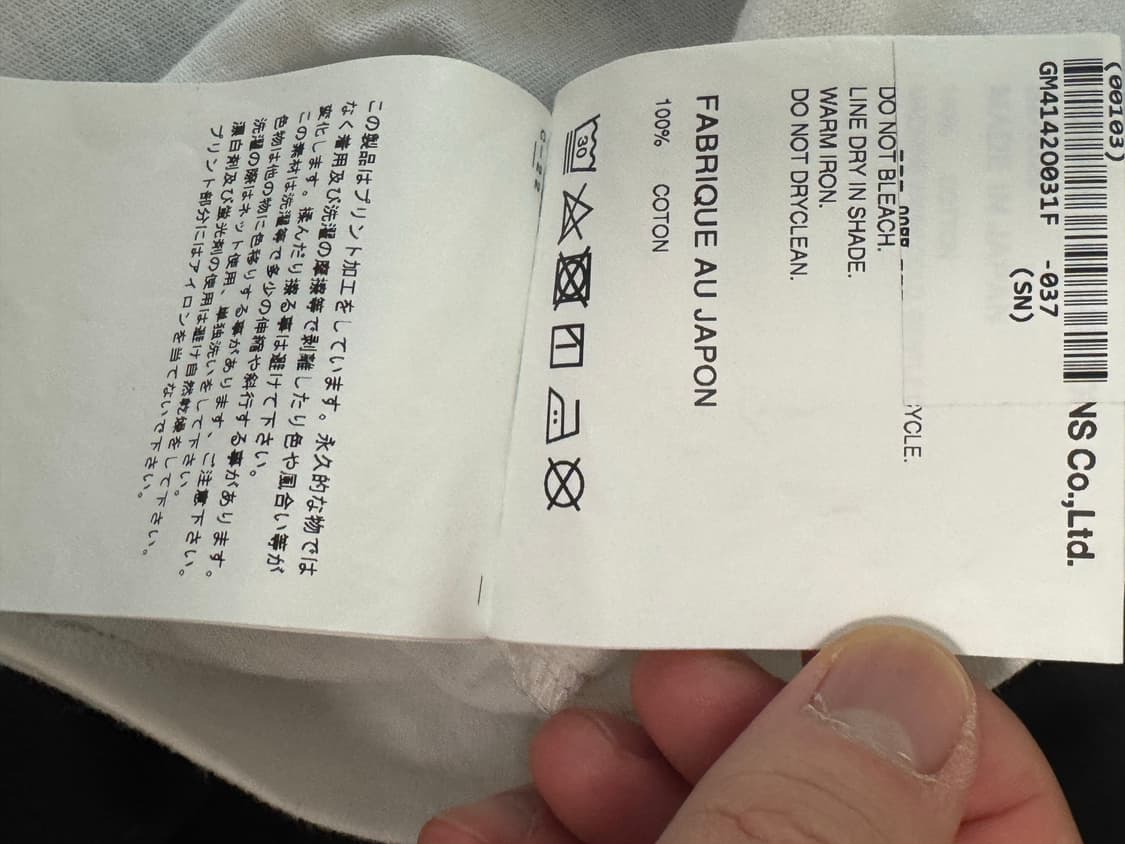 (00103)
GM41420031F -037
(SN)
NS Co.,Ltd.
YCLE.
DO NOT BLEACH.
LINE DRY IN SHADE.
WARM IRON.
DO NOT DRYCLEAN.
FABRIQUE AU JAPON
100% COTON
30
この製品はプリント加工をしています。永久的な物では
なく着用及び洗濯の摩擦等で剥離したり色や風合い等が
変化します。揉んだり擦る事は避けて下さい。
この素材は洗濯等で多少の伸縮や斜行する事があります。
色物は他の物に色移りする事があります、ご注意下さい。
洗濯の際はネット使用、単独洗いをして下さい。
漂白剤及び蛍光剤の使用は避け自然乾燥をして下さい。
プリント部分にはアイロンを当てないで下さい。